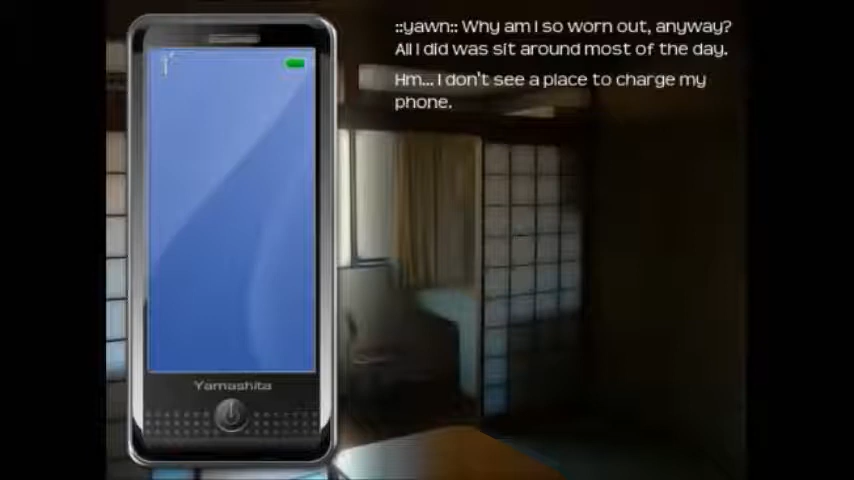 ::yawn:: Why am I so worn out, anyway?
All I did was sit around most of the day.
Hm... I don't see a place to charge my
phone.
Yamashita